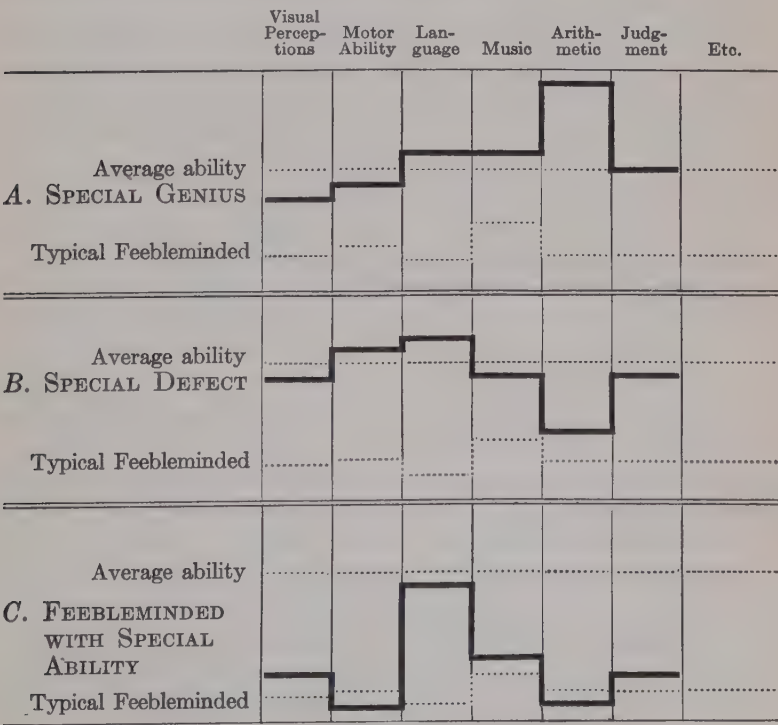 Visual
Percep-
tions
Motor
Ability
Lan-
guage
Music
Arith-
metic
Judg-
ment
Etc.
Average ability
A. SPECIAL GENIUS
Typical Feebleminded
Average ability
B. SPECIAL DEFECT
Typical Feebleminded
Average ability
C. FEEBLEMINDED
WITH SPECIAL
ABILITY
Typical Feebleminded